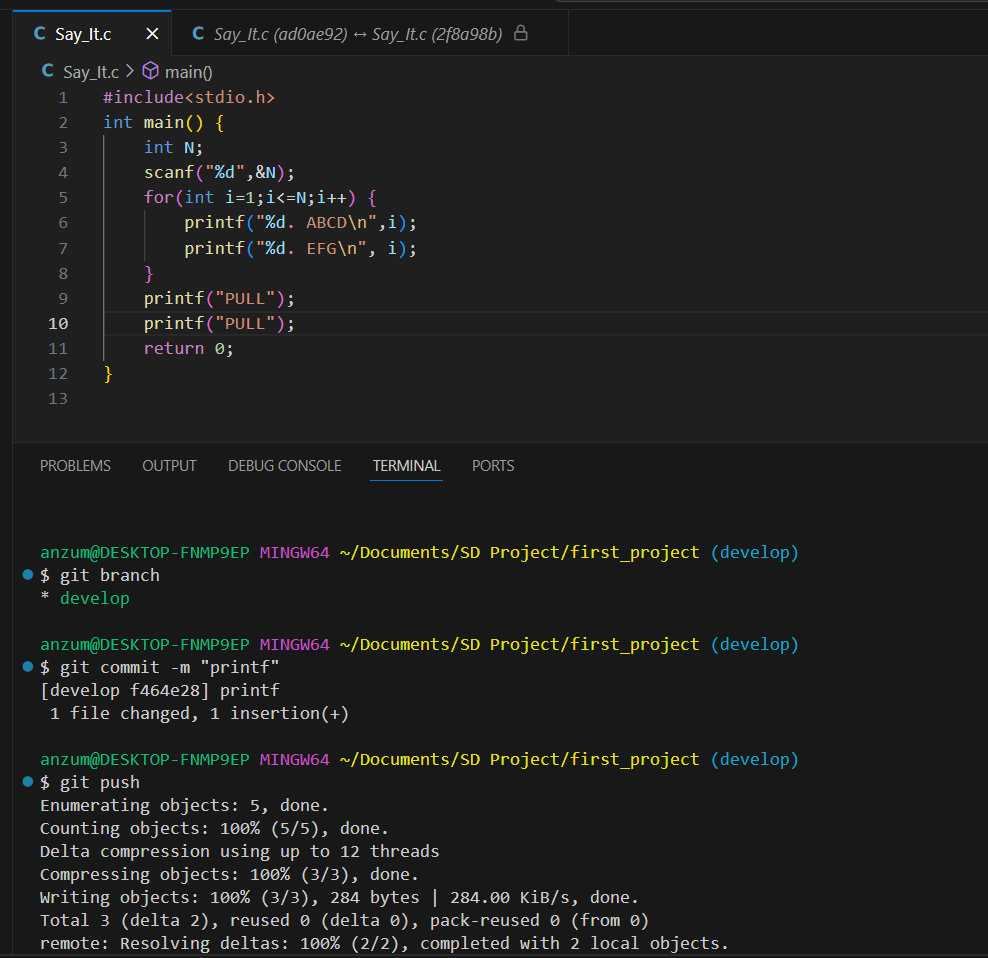 C Say_It.c × C Say_It.c (ad0ae92) ↔ Say_It.c (2f8a98b)
C Say_It.c > main()
1 #include<stdio.h>
2 int main() {
3     int N;
4     scanf("%d",&N);
5     for(int i=1;i<=N;i++) {
6         printf("%d. ABCD\n",i);
7         printf("%d. EFG\n", i);
8     }
9     printf("PULL");
10     printf("PULL");
11     return 0;
12 }
13
PROBLEMS OUTPUT DEBUG CONSOLE TERMINAL PORTS
anzum@DESKTOP-FNMP9EP MINGW64 ~/Documents/SD Project/first_project (develop)
$ git branch
* develop
anzum@DESKTOP-FNMP9EP MINGW64 ~/Documents/SD Project/first_project (develop)
$ git commit -m "printf"
[develop f464e28] printf
 1 file changed, 1 insertion(+)
anzum@DESKTOP-FNMP9EP MINGW64 ~/Documents/SD Project/first_project (develop)
$ git push
Enumerating objects: 5, done.
Counting objects: 100% (5/5), done.
Delta compression using up to 12 threads
Compressing objects: 100% (3/3), done.
Writing objects: 100% (3/3), 284 bytes | 284.00 KiB/s, done.
Total 3 (delta 2), reused 0 (delta 0), pack-reused 0 (from 0)
remote: Resolving deltas: 100% (2/2), completed with 2 local objects.